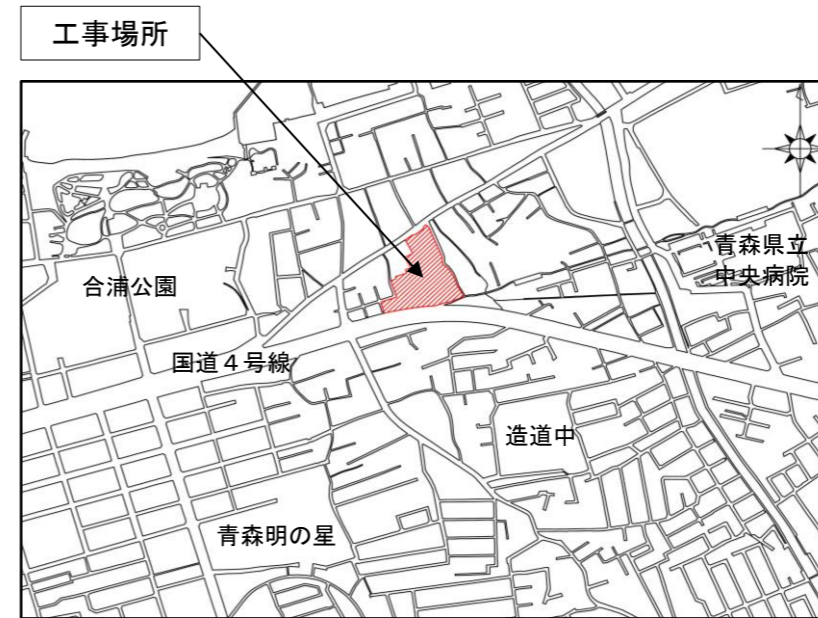 工事場所
青森県立
中央病院
合浦公園
国道４号線
造道中
青森明の星